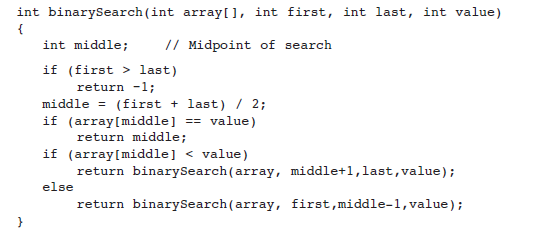 int binarySearch(int array[], int first, int last, int value)
{
int middle;     // Midpoint of search
if (first > last)
return -1;
middle = (first + last) / 2;
if (array[middle] == value)
return middle;
if (array[middle] < value)
return binarySearch(array, middle+1,last,value);
else
return binarySearch(array, first,middle-1,value);
}